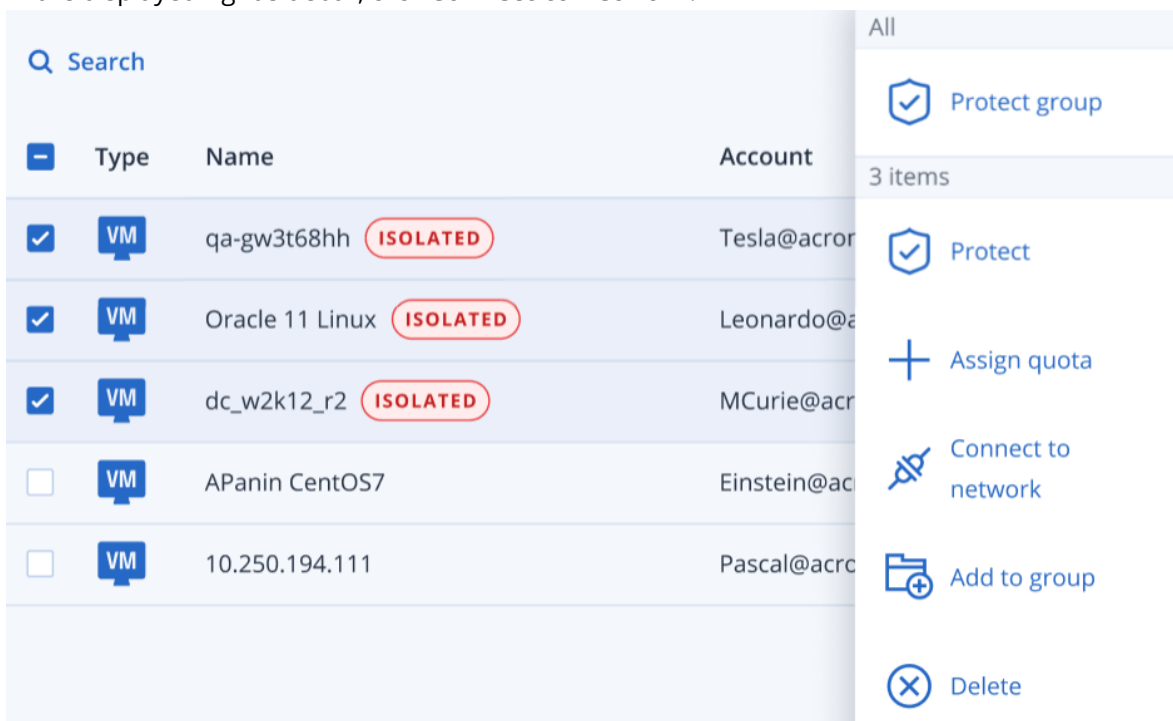 Search
All
Protect group
Type Name Account
3 items
VM qa-gw3t68hh ISOLATED Tesla@acror
Protect
VM Oracle 11 Linux ISOLATED Leonardo@a
Assign quota
VM dc_w2k12_r2 ISOLATED MCurie@acr
Connect to
network
VM APanin CentOS7 Einstein@ac
VM 10.250.194.111 Pascal@acro
Add to group
Delete